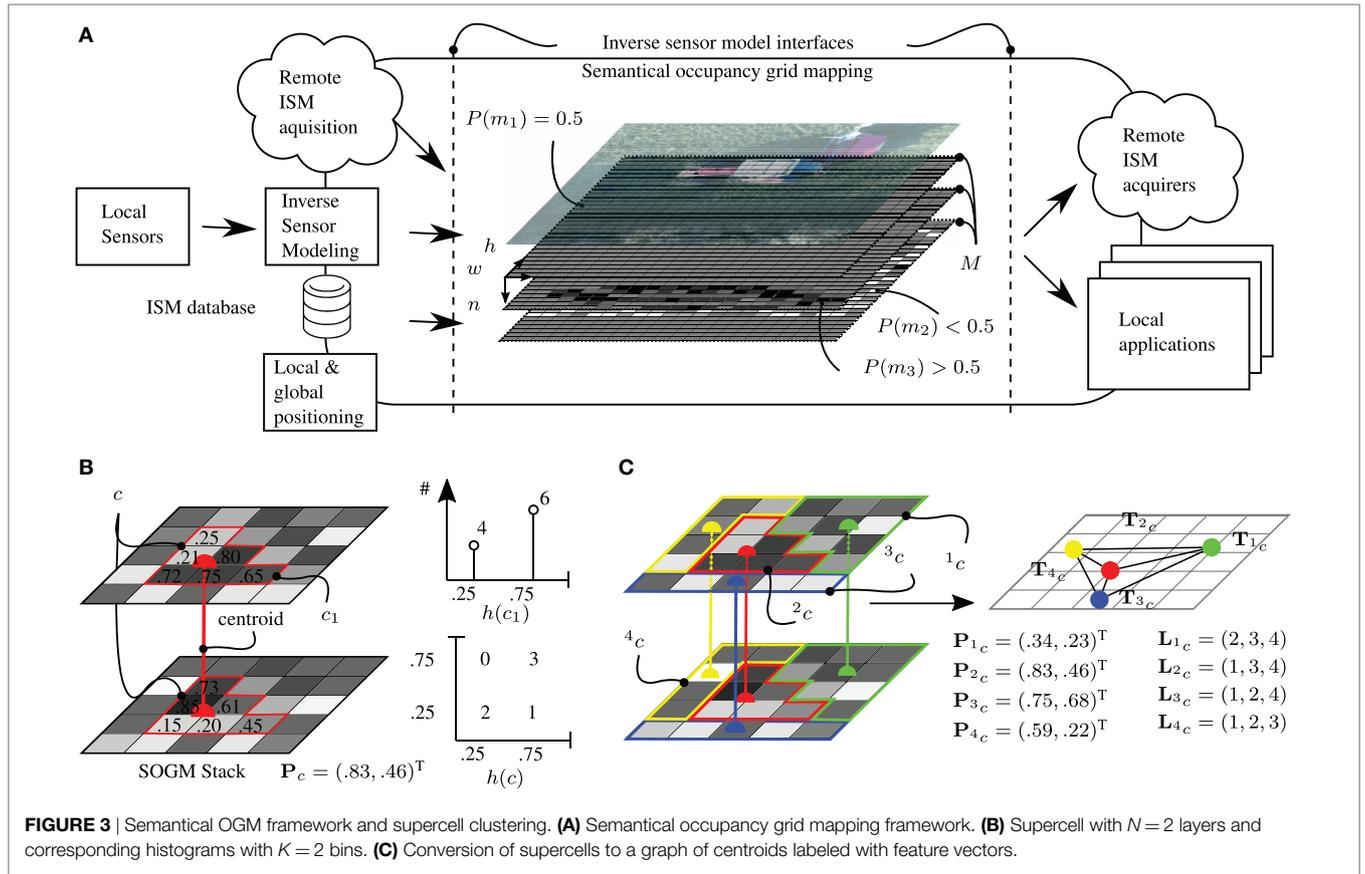 A
Inverse sensor model interfaces
Semantical occupancy grid mapping
Remote
ISM
aquisition
P(m₁) = 0.5
Remote
ISM
acquirers
Local
Sensors
Inverse
Sensor
Modeling
h
w
n
M
ISM database
P(m₂) < 0.5
P(m₃) > 0.5
Local
applications
Local &
global
positioning
B
c
.25
.21 .80
.72 .75 .65
c₁
centroid
.73
.85 .61
.15 .20 .45
SOGM Stack
P_c = (.83, .46)ᵀ
#
4
6
.25 .75
h(c₁)
.75 0 3
.25 2 1
.25 .75
h(c)
C
³c
¹c
²c
⁴c
T₂c
T₁c
T₄c
T₃c
P₁c = (.34, .23)ᵀ L₁c = (2, 3, 4)
P₂c = (.83, .46)ᵀ L₂c = (1, 3, 4)
P₃c = (.75, .68)ᵀ L₃c = (1, 2, 4)
P₄c = (.59, .22)ᵀ L₄c = (1, 2, 3)
FIGURE 3 | Semantical OGM framework and supercell clustering. (A) Semantical occupancy grid mapping framework. (B) Supercell with N = 2 layers and
corresponding histograms with K = 2 bins. (C) Conversion of supercells to a graph of centroids labeled with feature vectors.